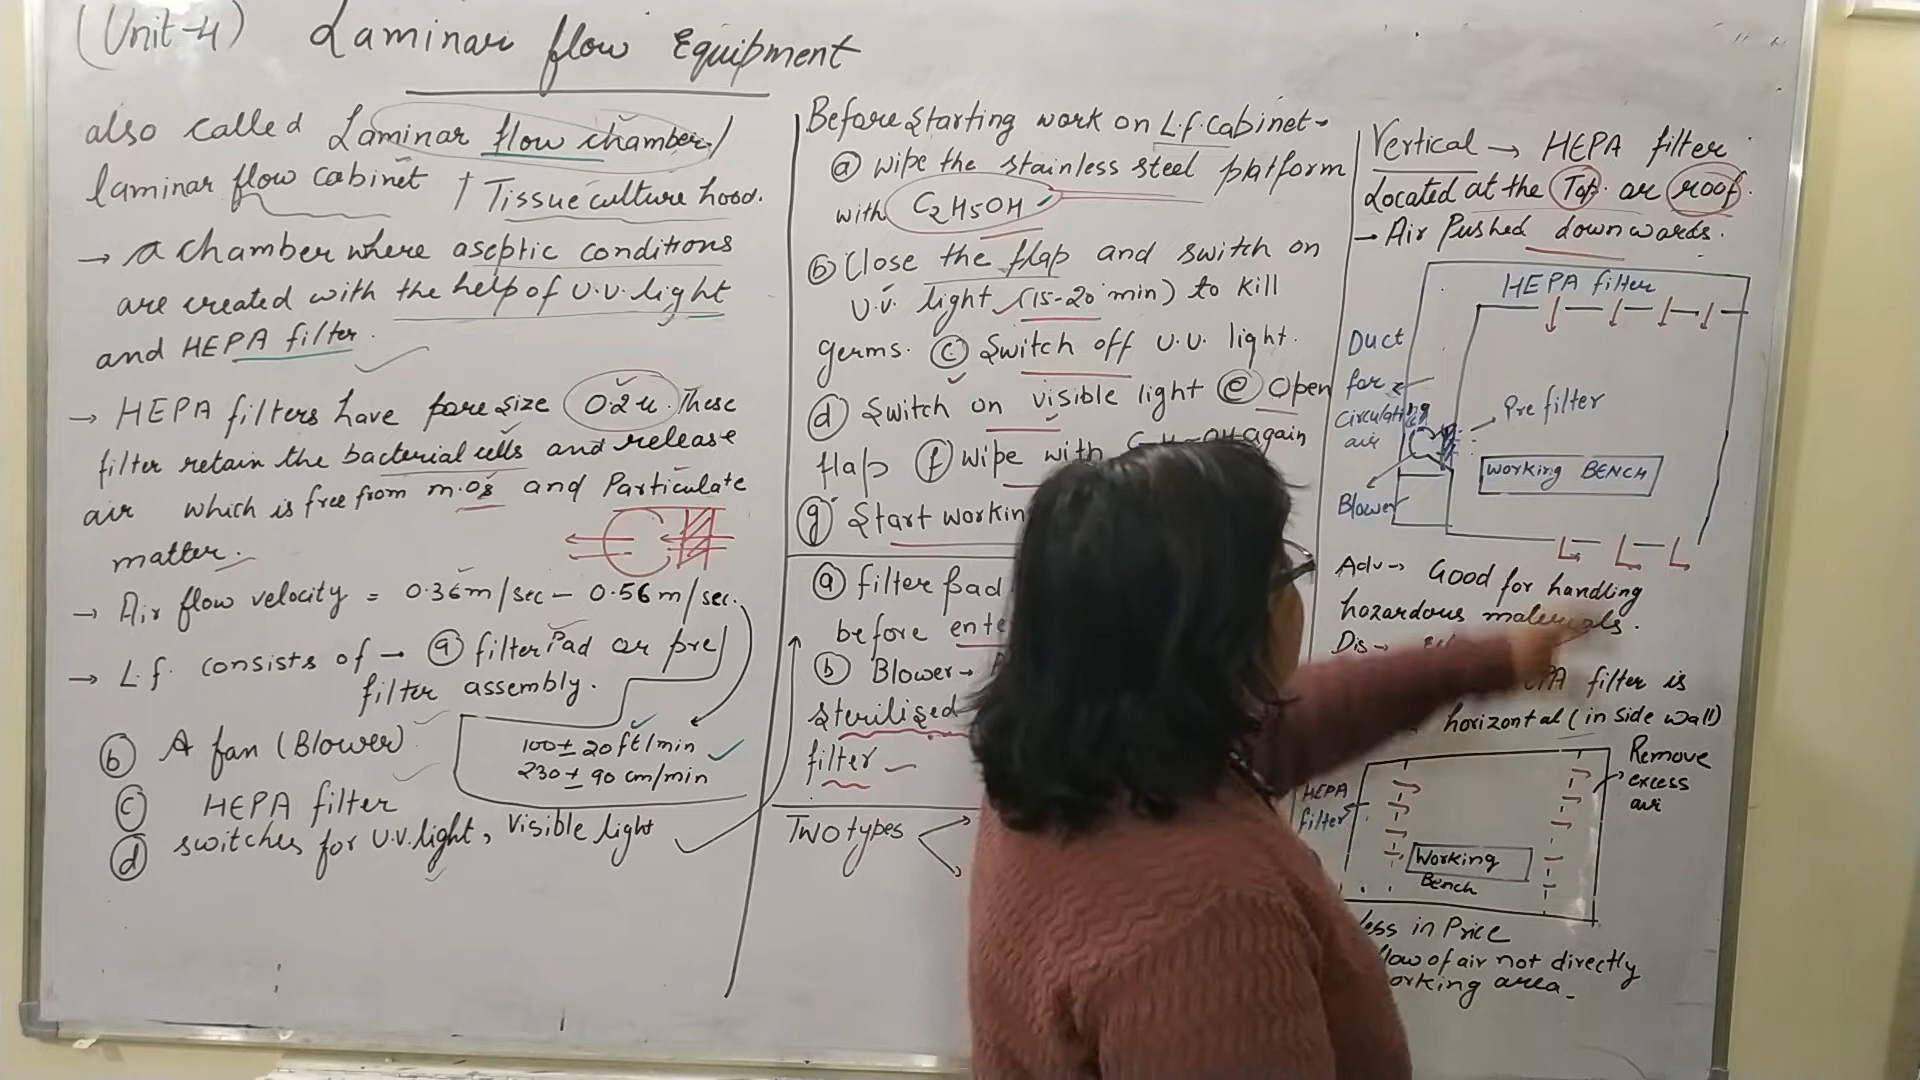 (Unit-4) Laminar flow Equipment
also called Laminar flow chamber/
laminar flow cabinet / Tissue culture hood.
→ a chamber where aseptic conditions
are created with the help of U.V. light
and HEPA filter.
→ HEPA filters have pore size 0.2u. These
filter retain the bacterial cells and release
air which is free from m.os and Particulate
matter.
→ Air flow velocity = 0.36m/sec - 0.56m/sec.
→ L.f. consists of → (a) filter Pad or pre
filter assembly.
100 ± 20 ft/min
230 ± 90 cm/min
(b) A fan (Blower)
(c) HEPA filter
(d) switches for U.V. light, Visible light
Before starting work on L.f. cabinet-
(a) wipe the stainless steel platform
with C2H5OH
(b) Close the flap and switch on
U.V. light (15-20 min) to kill
germs. (c) Switch off U.V. light.
(d) Switch on visible light (e) Open
flap (f) wipe with again
(g) Start workin
(a) filter pad
before ente
(b) Blower→
sterilised
filter
Two types
Vertical → HEPA filter
Located at the Top or roof.
→ Air Pushed downwards.
HEPA filter
Duct
for
circulating
air
Pre filter
Working BENCH
Blower
Adv→ Good for handling
hazardous materials.
Dis→
filter is
horizontal (in side wall)
HEPA
filter
Remove
excess
air
Working
Bench
less in Price
flow of air not directly
working area.